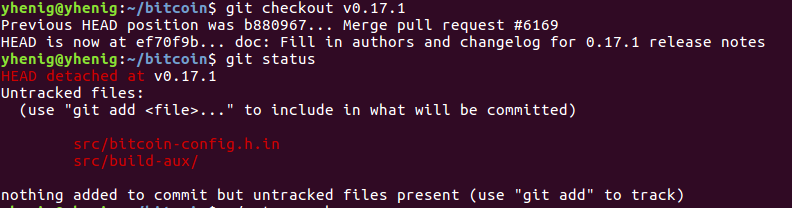 yhenig@yhenig:~/bitcoin$ git checkout v0.17.1
Previous HEAD position was b880967... Merge pull request #6169
HEAD is now at ef70f9b... doc: Fill in authors and changelog for 0.17.1 release notes
yhenig@yhenig:~/bitcoin$ git status
HEAD detached at v0.17.1
Untracked files:
  (use "git add <file>..." to include in what will be committed)
        src/bitcoin-config.h.in
        src/build-aux/
nothing added to commit but untracked files present (use "git add" to track)